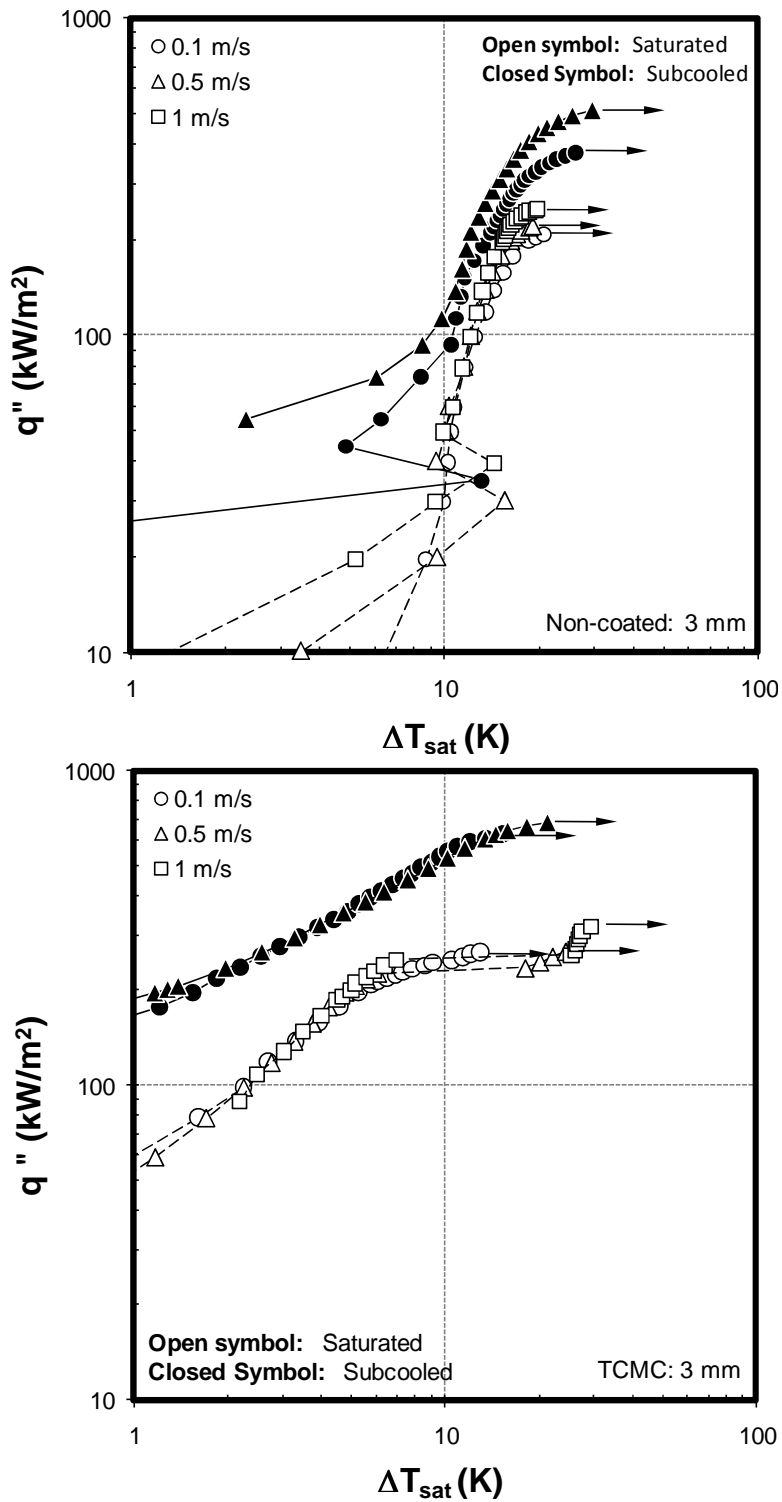 1000
0.1 m/s
0.5 m/s
1 m/s
Open symbol: Saturated
Closed Symbol: Subcooled
q" (kW/m²)
100
10
Non-coated: 3 mm
1
10
100
ΔTsat (K)
1000
0.1 m/s
0.5 m/s
1 m/s
q " (kW/m²)
100
Open symbol: Saturated
Closed Symbol: Subcooled
TCMC: 3 mm
10
1
10
100
ΔTsat (K)